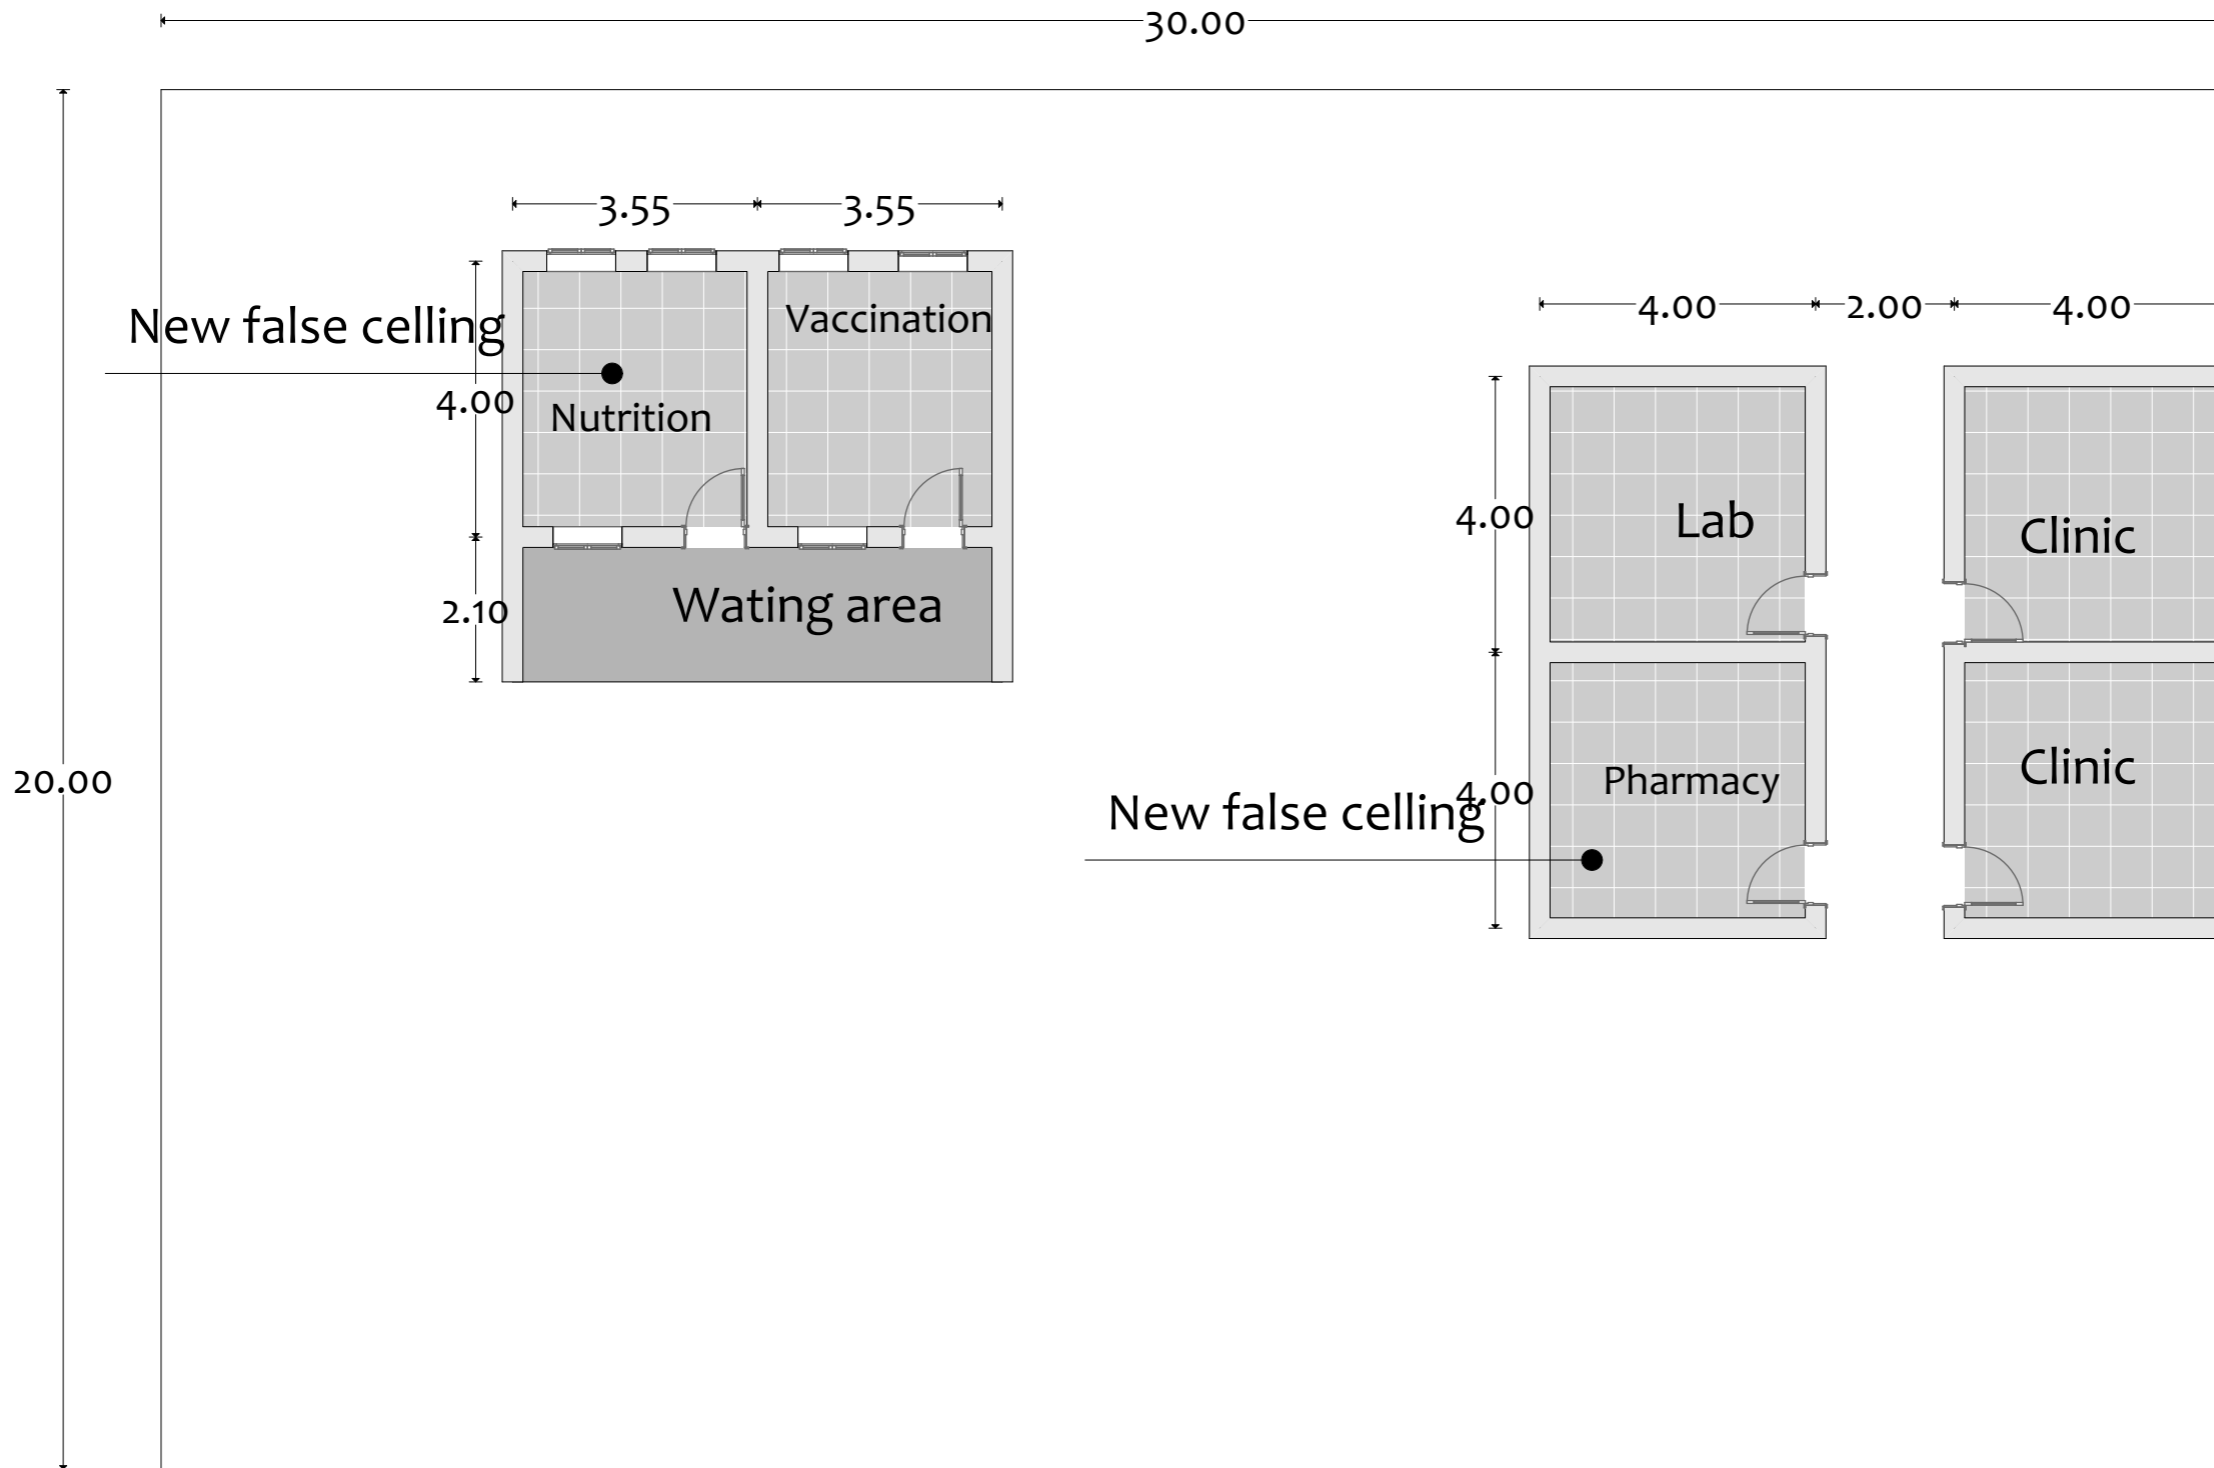 30.00
3.55
3.55
New false celling
Vaccination
4.00
2.00
4.00
4.00
Nutrition
4.00
Lab
Clinic
Wating area
2.10
20.00
Pharmacy
Clinic
4.00
New false celling